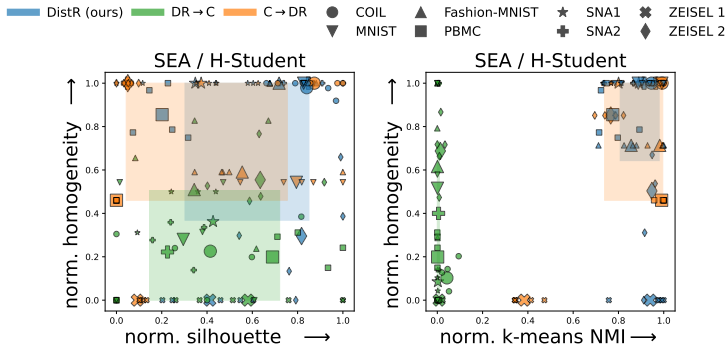 DistR (ours) DR→C C→DR COIL Fashion-MNIST SNA1 ZEISEL 1
MNIST PBMC SNA2 ZEISEL 2
SEA / H-Student SEA / H-Student
norm. homogeneity → norm. homogeneity →
1.0 1.0
0.8 0.8
0.6 0.6
0.4 0.4
0.2 0.2
0.0 0.0
0.0 0.2 0.4 0.6 0.8 1.0 0.0 0.2 0.4 0.6 0.8 1.0
norm. silhouette → norm. k-means NMI →